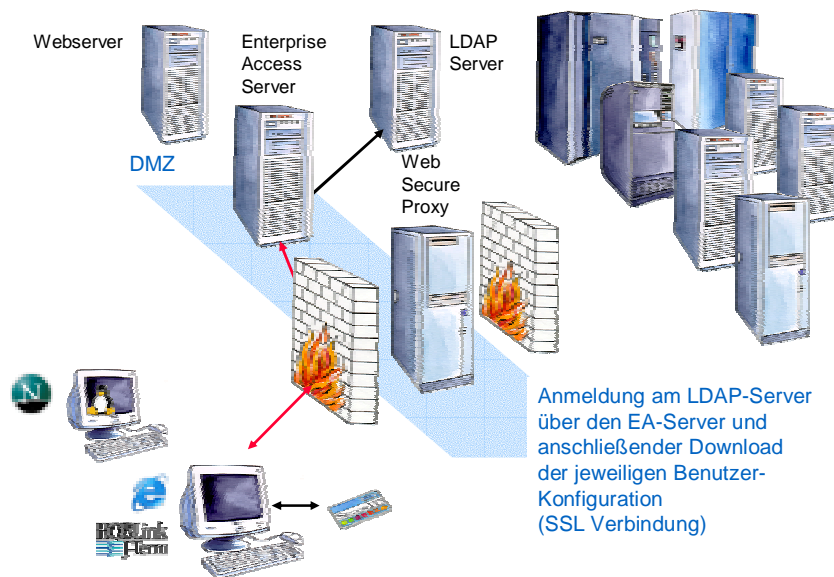 Webserver
Enterprise
Access
Server
LDAP
Server
DMZ
Web
Secure
Proxy
N
Anmeldung am LDAP-Server
über den EA-Server und
anschließender Download
der jeweiligen Benutzer-
Konfiguration
(SSL Verbindung)
HOBLink
J-Term